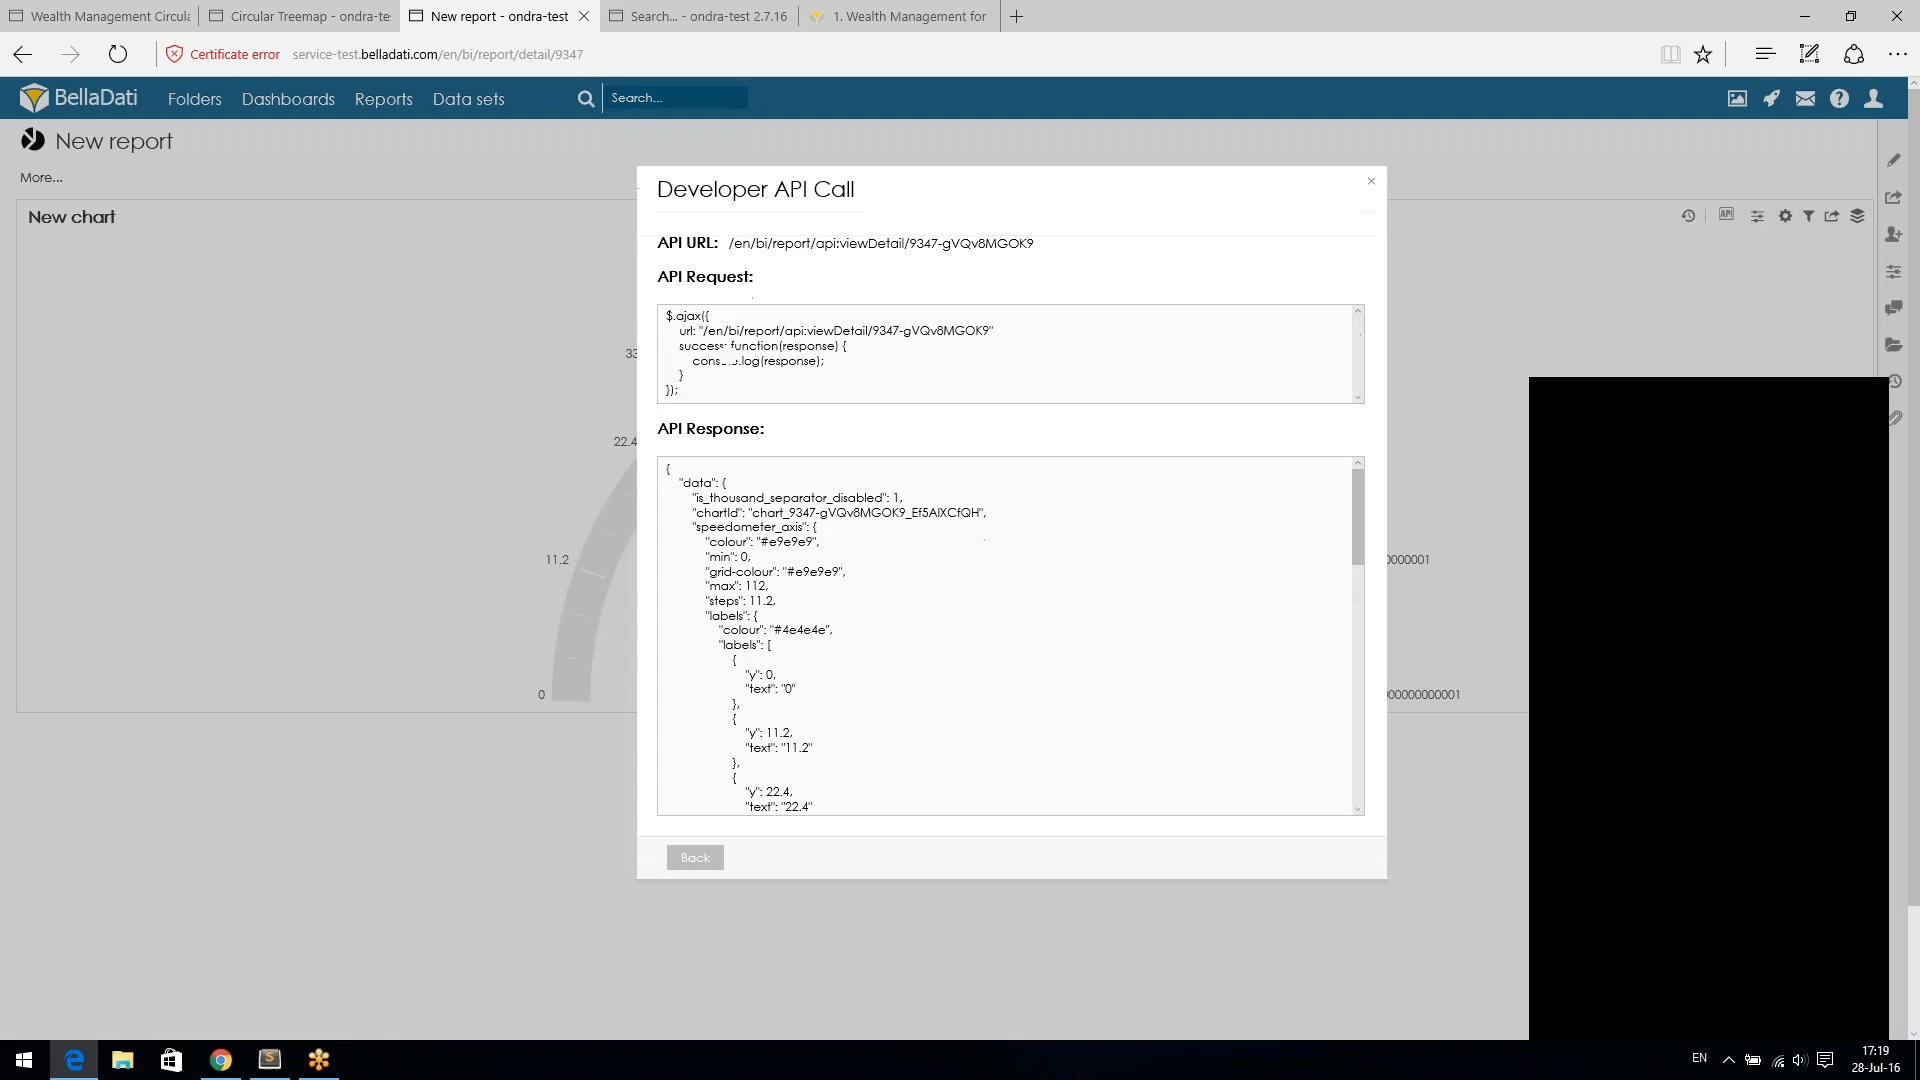 Wealth Management Circula
Circular Treemap - ondra-te:
New report - ondra-test
Search... - ondra-test 2.7.16
1. Wealth Management for
Certificate error
service-test.belladati.com/en/bi/report/detail/9347
BellaDati
Folders
Dashboards
Reports
Data sets
Search...
New report
More...
New chart
API
33
22.4
11.2
0
0000001
000000000001
Developer API Call
×
API URL: /en/bi/report/api:viewDetail/9347-gVQv8MGOK9
API Request:
$.ajax({
url: "/en/bi/report/api:viewDetail/9347-gVQv8MGOK9"
success function(response) {
.log(response);
}
});
API Response:
{
"data": {
"is_thousand_separator_disabled": 1,
"chartId": "chart_9347-gVQv8MGOK9_Ef5AlXCfQH",
"speedometer_axis": {
"colour": "#e9e9e9",
"min": 0,
"grid-colour": "#e9e9e9",
"max": 112,
"steps": 11.2,
"labels": {
"colour": "#4e4e4e",
"labels": [
{
"y": 0,
"text": "0"
},
{
"y": 11.2,
"text": "11.2"
},
{
"y": 22.4,
"text": "22.4"
Back
EN
17:19
28-Jul-16